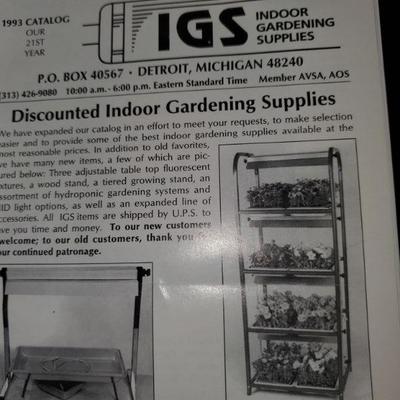 1993 CATALOG
OUR
21ST
YEAR
IGS
INDOOR
GARDENING
SUPPLIES
P.O. BOX 40567 · DETROIT, MICHIGAN 48240
(313) 426-9080 10:00 a.m. - 6:00 p.m. Eastern Standard Time Member AVSA, AOS
Discounted Indoor Gardening Supplies
We have expanded our catalog in an effort to meet your requests, to make selection
easier and to provide some of the best indoor gardening supplies available at the
most reasonable prices. In addition to old favorites,
we have many new items, a few of which are pic-
ured below: Three adjustable table top fluorescent
ixtures, a wood stand, a tiered growing stand, an
ssortment of hydroponic gardening systems and
HID light options, as well as an expanded line of
ccessories. All IGS items are shipped by U.P.S. to
ave you time and money. To our new customers
welcome; to our old customers, thank you
our continued patronage.